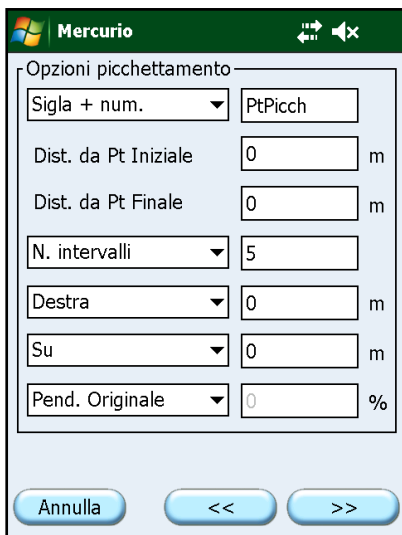 Mercurio
Opzioni picchettamento
Sigla + num. PtPicch
Dist. da Pt Iniziale 0 m
Dist. da Pt Finale 0 m
N. intervalli 5
Destra 0 m
Su 0 m
Pend. Originale 0 %
Annulla << >>